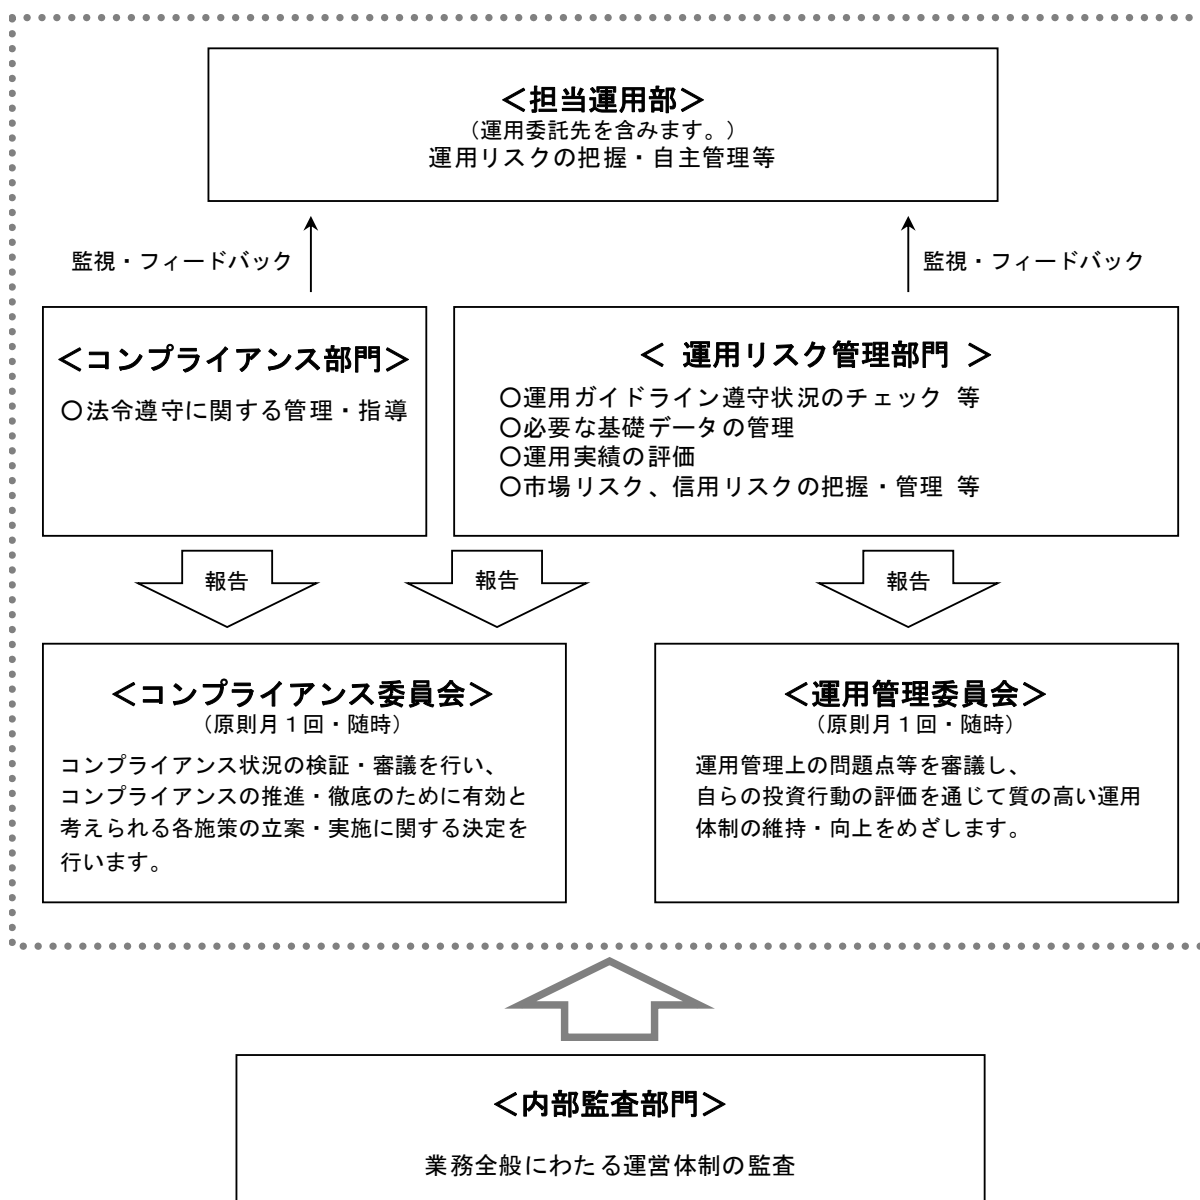 ＜担当運用部＞
（運用委託先を含みます。）
運用リスクの把握・自主管理等
監視・フィードバック
監視・フィードバック
＜コンプライアンス部門＞
○法令遵守に関する管理・指導
＜ 運用リスク管理部門 ＞
○運用ガイドライン遵守状況のチェック 等
○必要な基礎データの管理
○運用実績の評価
○市場リスク、信用リスクの把握・管理 等
報告
報告
報告
＜コンプライアンス委員会＞
（原則月１回・随時）
コンプライアンス状況の検証・審議を行い、
コンプライアンスの推進・徹底のために有効と
考えられる各施策の立案・実施に関する決定を
行います。
＜運用管理委員会＞
（原則月１回・随時）
運用管理上の問題点等を審議し、
自らの投資行動の評価を通じて質の高い運用
体制の維持・向上をめざします。
＜内部監査部門＞
業務全般にわたる運営体制の監査